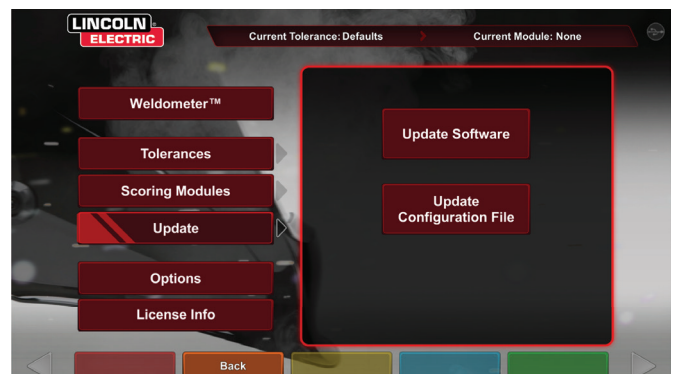 LINCOLN
ELECTRIC
Current Tolerance: Defaults
Current Module: None
Weldometer™
Tolerances
Scoring Modules
Update
Options
License Info
Update Software
Update
Configuration File
Back